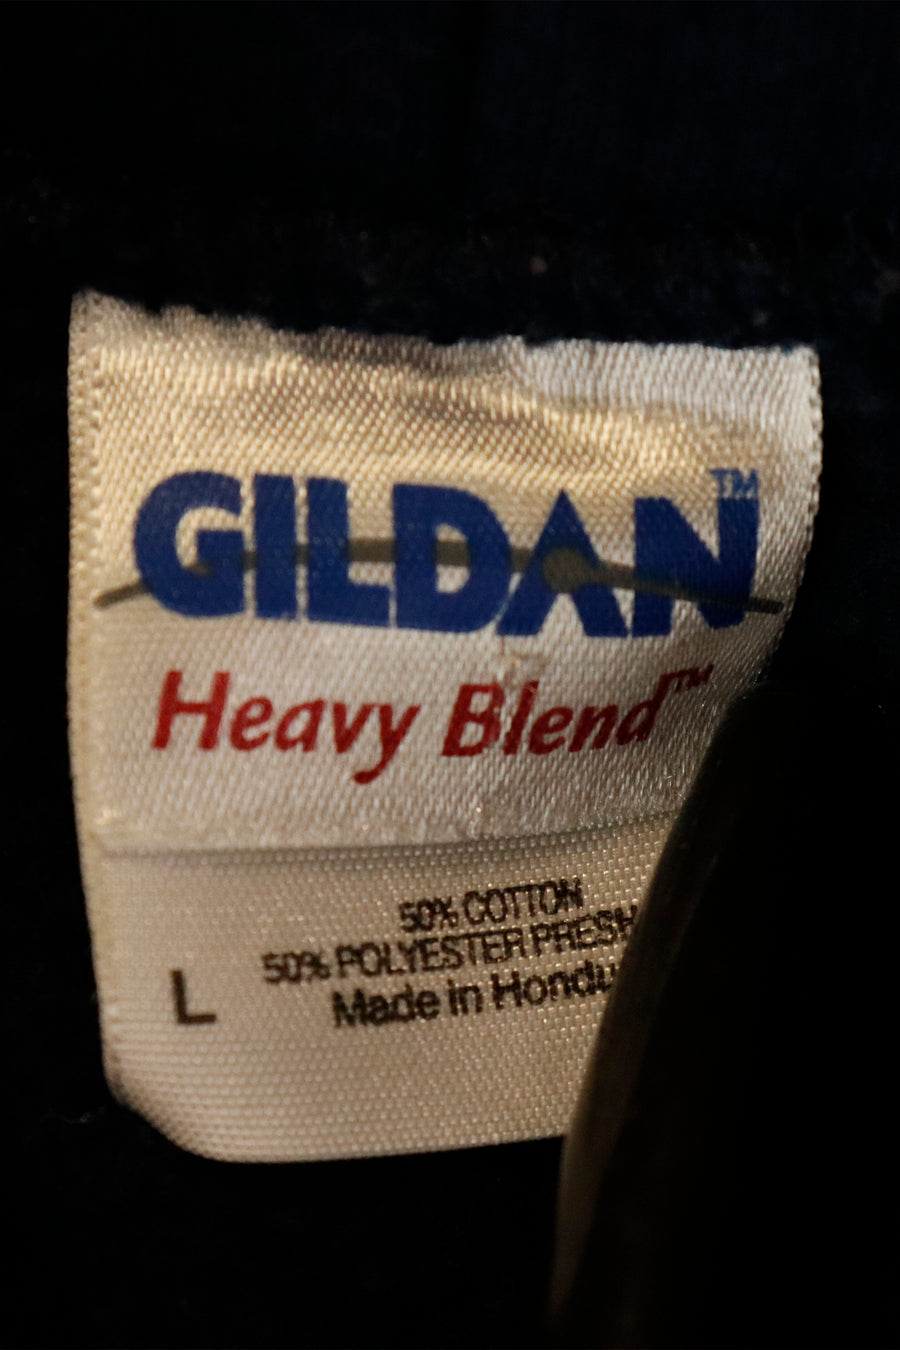 GILDAN™
Heavy Blend™
50% COTTON
50% POLYESTER
L
Made in